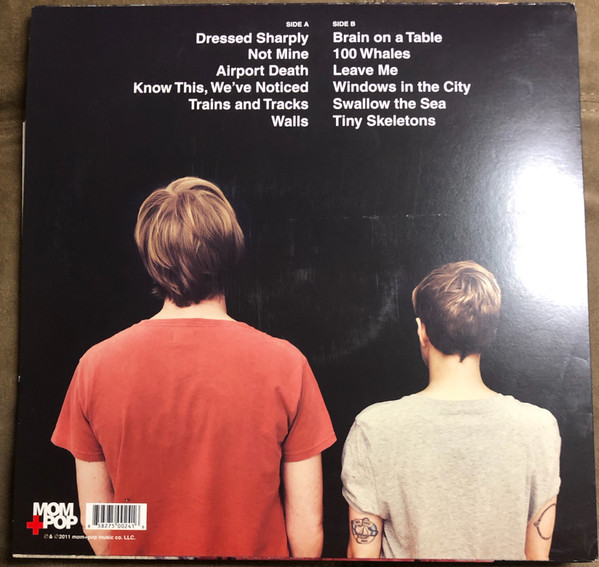 SIDE A
Dressed Sharply
Not Mine
Airport Death
Know This, We've Noticed
Trains and Tracks
Walls
SIDE B
Brain on a Table
100 Whales
Leave Me
Windows in the City
Swallow the Sea
Tiny Skeletons
MOM
+POP
℗ & ©2011 mom+pop music co. LLC.